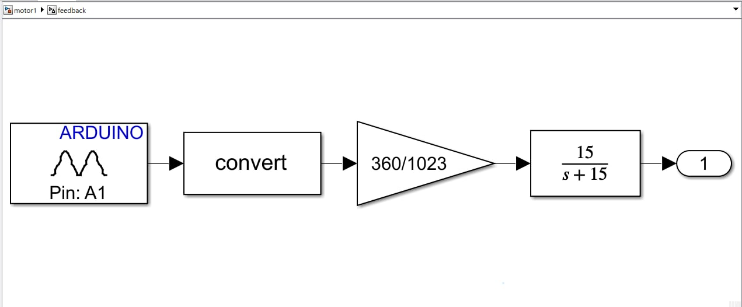 motor1 feedback
ARDUINO
Pin: A1
convert
360/1023
15
s + 15
1